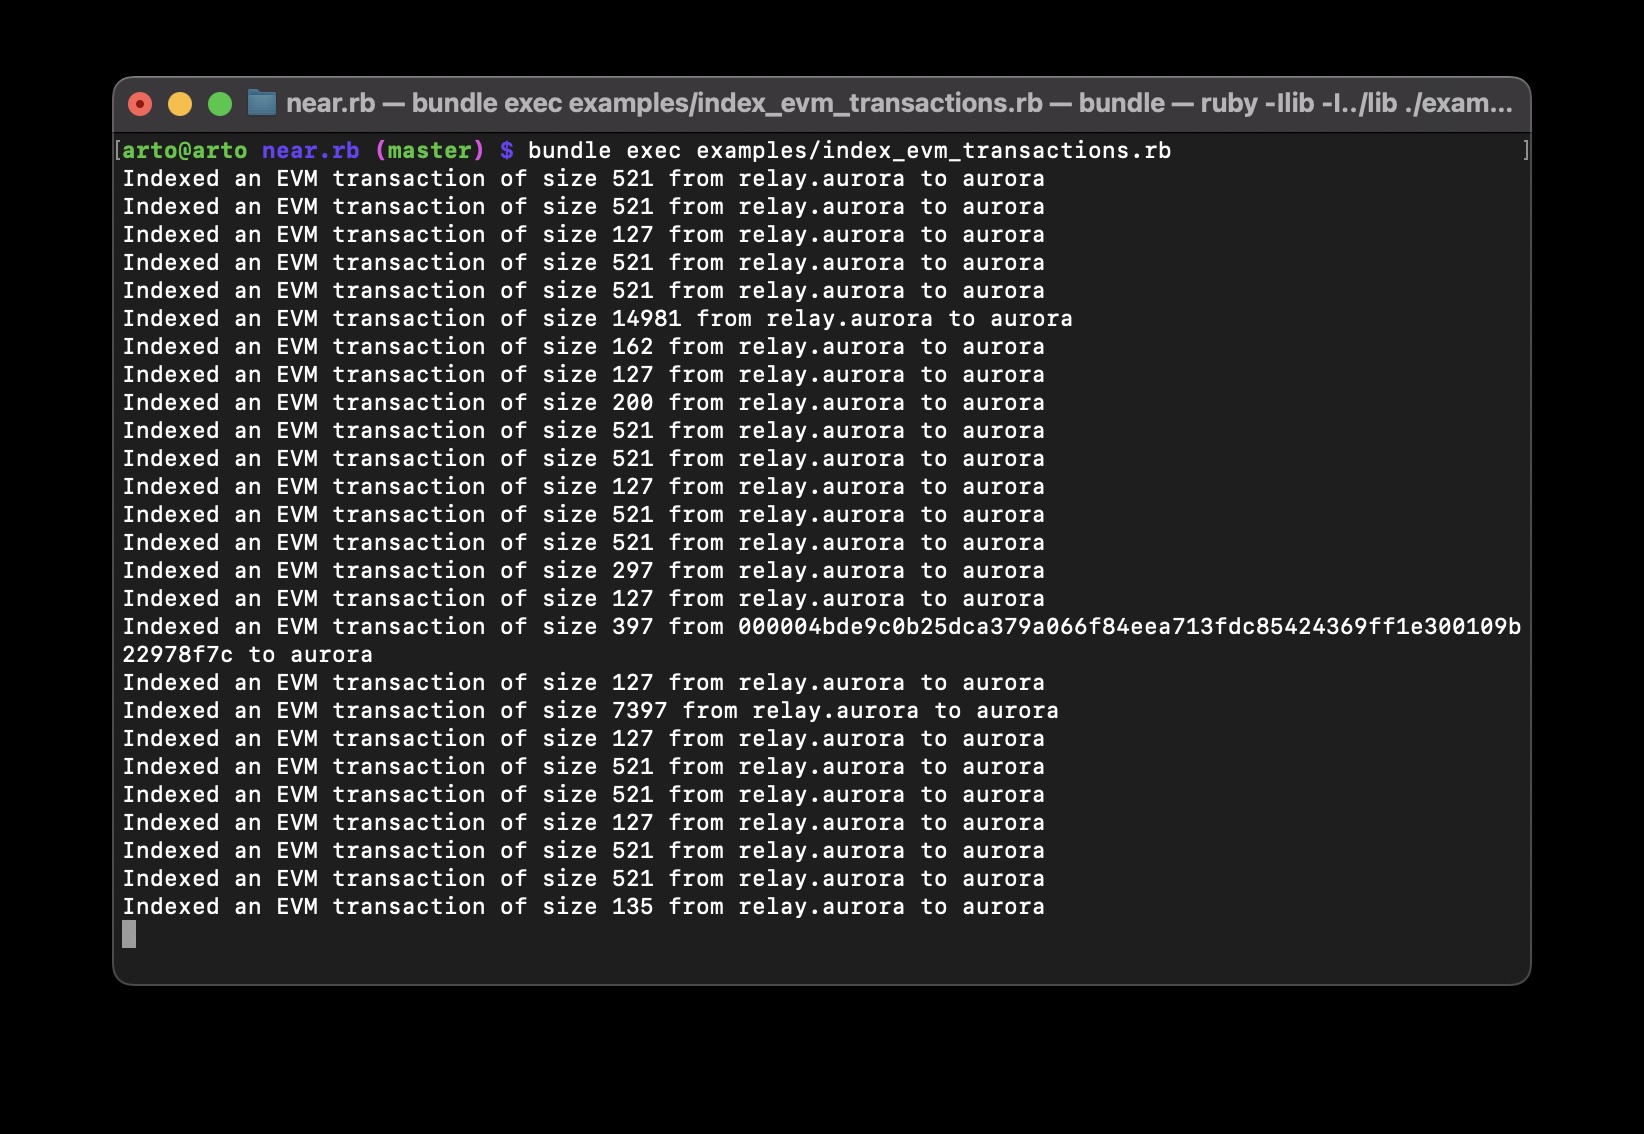 near.rb — bundle exec examples/index_evm_transactions.rb — bundle — ruby -Ilib -I../lib ./exam...
[arto@arto near.rb (master) $ bundle exec examples/index_evm_transactions.rb ]
Indexed an EVM transaction of size 521 from relay.aurora to aurora
Indexed an EVM transaction of size 521 from relay.aurora to aurora
Indexed an EVM transaction of size 127 from relay.aurora to aurora
Indexed an EVM transaction of size 521 from relay.aurora to aurora
Indexed an EVM transaction of size 521 from relay.aurora to aurora
Indexed an EVM transaction of size 14981 from relay.aurora to aurora
Indexed an EVM transaction of size 162 from relay.aurora to aurora
Indexed an EVM transaction of size 127 from relay.aurora to aurora
Indexed an EVM transaction of size 200 from relay.aurora to aurora
Indexed an EVM transaction of size 521 from relay.aurora to aurora
Indexed an EVM transaction of size 521 from relay.aurora to aurora
Indexed an EVM transaction of size 127 from relay.aurora to aurora
Indexed an EVM transaction of size 521 from relay.aurora to aurora
Indexed an EVM transaction of size 521 from relay.aurora to aurora
Indexed an EVM transaction of size 297 from relay.aurora to aurora
Indexed an EVM transaction of size 127 from relay.aurora to aurora
Indexed an EVM transaction of size 397 from 000004bde9c0b25dca379a066f84eea713fdc85424369ff1e300109b
22978f7c to aurora
Indexed an EVM transaction of size 127 from relay.aurora to aurora
Indexed an EVM transaction of size 7397 from relay.aurora to aurora
Indexed an EVM transaction of size 127 from relay.aurora to aurora
Indexed an EVM transaction of size 521 from relay.aurora to aurora
Indexed an EVM transaction of size 521 from relay.aurora to aurora
Indexed an EVM transaction of size 127 from relay.aurora to aurora
Indexed an EVM transaction of size 521 from relay.aurora to aurora
Indexed an EVM transaction of size 521 from relay.aurora to aurora
Indexed an EVM transaction of size 135 from relay.aurora to aurora